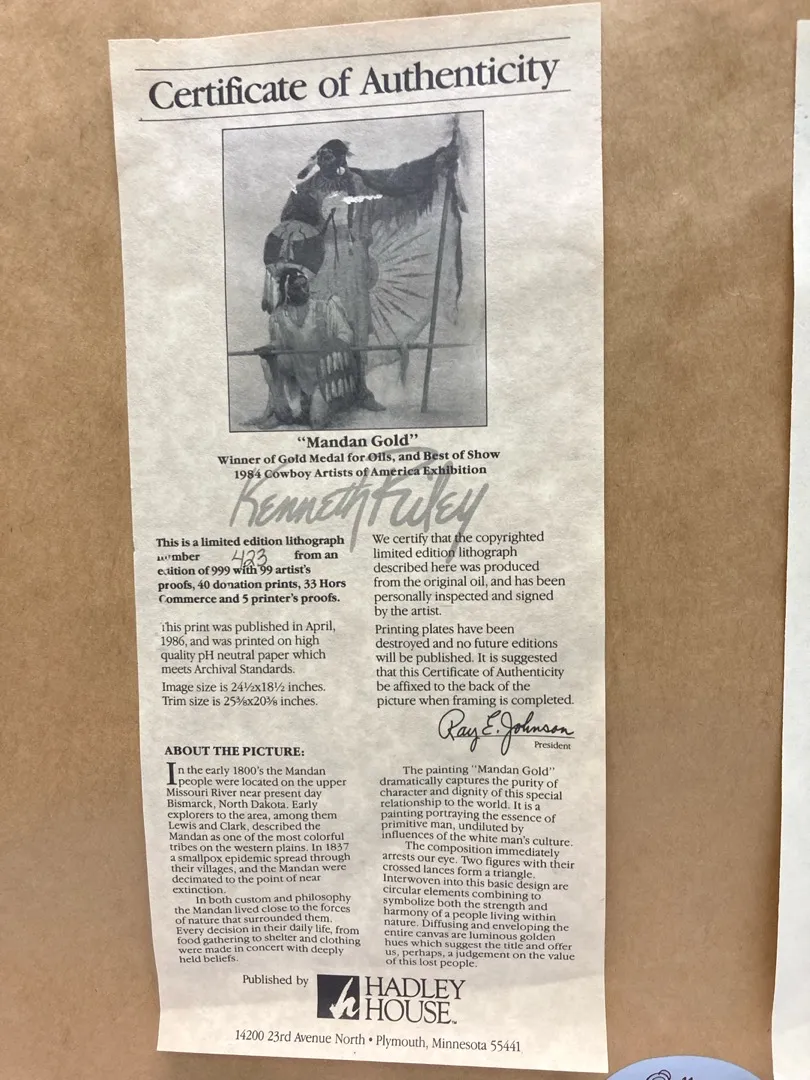 Certificate of Authenticity
"Mandan Gold"
Winner of Gold Medal for Oils, and Best of Show
1984 Cowboy Artists of America Exhibition
Kenneth Riley
This is a limited edition lithograph
number 423 from an
edition of 999 with 99 artist's
proofs, 40 donation prints, 33 Hors
Commerce and 5 printer's proofs.
This print was published in April,
1986, and was printed on high
quality pH neutral paper which
meets Archival Standards.
Image size is 24½x18½ inches.
Trim size is 25⅝x20⅜ inches.
We certify that the copyrighted
limited edition lithograph
described here was produced
from the original oil, and has been
personally inspected and signed
by the artist.
Printing plates have been
destroyed and no future editions
will be published. It is suggested
that this Certificate of Authenticity
be affixed to the back of the
picture when framing is completed.
Ray E. Johnson
President
ABOUT THE PICTURE:
In the early 1800's the Mandan
people were located on the upper
Missouri River near present day
Bismarck, North Dakota. Early
explorers to the area, among them
Lewis and Clark, described the
Mandan as one of the most colorful
tribes on the western plains. In 1837
a smallpox epidemic spread through
their villages, and the Mandan were
decimated to the point of near
extinction.
In both custom and philosophy
the Mandan lived close to the forces
of nature that surrounded them.
Every decision in their daily life, from
food gathering to shelter and clothing
were made in concert with deeply
held beliefs.
The painting "Mandan Gold"
dramatically captures the purity of
character and dignity of this special
relationship to the world. It is a
painting portraying the essence of
primitive man, undiluted by
influences of the white man's culture.
The composition immediately
arrests our eye. Two figures with their
crossed lances form a triangle.
Interwoven into this basic design are
circular elements combining to
symbolize both the strength and
harmony of a people living within
nature. Diffusing and enveloping the
entire canvas are luminous golden
hues which suggest the title and offer
us, perhaps, a judgement on the value
of this lost people.
Published by
h HADLEY
HOUSE™
14200 23rd Avenue North • Plymouth, Minnesota 55441